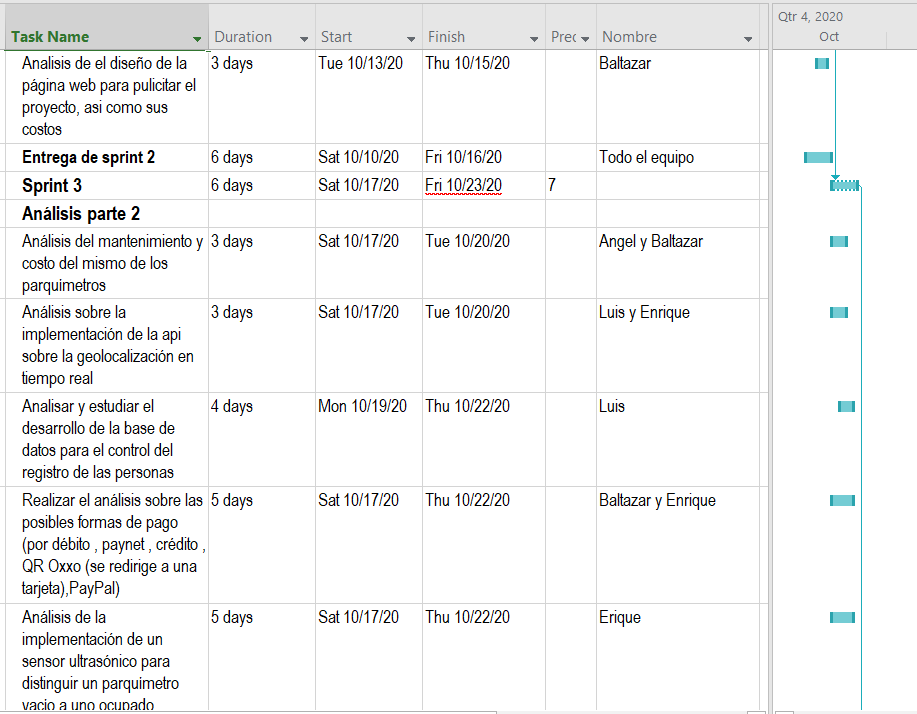 Task Name Duration Start Finish Prec Nombre Qtr 4, 2020
Oct
Analisis de el diseño de la 3 days Tue 10/13/20 Thu 10/15/20 Baltazar
página web para pulicitar el
proyecto, asi como sus
costos
Entrega de sprint 2 6 days Sat 10/10/20 Fri 10/16/20 Todo el equipo
Sprint 3 6 days Sat 10/17/20 Fri 10/23/20 7
Análisis parte 2
Análisis del mantenimiento y 3 days Sat 10/17/20 Tue 10/20/20 Angel y Baltazar
costo del mismo de los
parquímetros
Análisis sobre la 3 days Sat 10/17/20 Tue 10/20/20 Luis y Enrique
implementación de la api
sobre la geolocalización en
tiempo real
Analisar y estudiar el 4 days Mon 10/19/20 Thu 10/22/20 Luis
desarrollo de la base de
datos para el control del
registro de las personas
Realizar el análisis sobre las 5 days Sat 10/17/20 Thu 10/22/20 Baltazar y Enrique
posibles formas de pago
(por débito , paynet , crédito ,
QR Oxxo (se redirige a una
tarjeta),PayPal)
Análisis de la 5 days Sat 10/17/20 Thu 10/22/20 Erique
implementación de un
sensor ultrasónico para
distinguir un parquímetro
vacio a uno ocupado